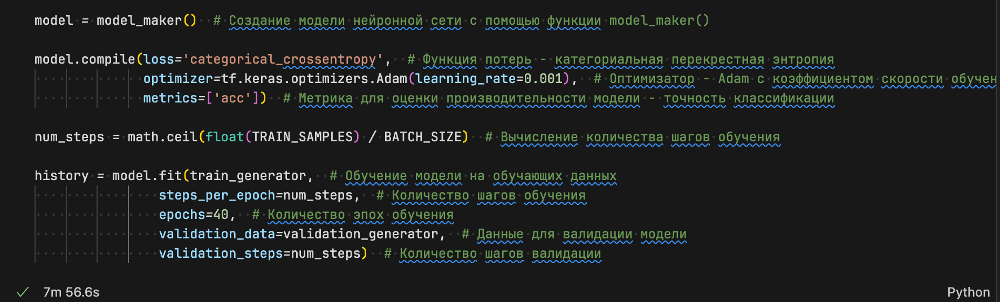 model = model_maker()  # Создание модели нейронной сети с помощью функции model_maker()
model.compile(loss='categorical_crossentropy',  # Функция потерь - категориальная перекрестная энтропия
optimizer=tf.keras.optimizers.Adam(learning_rate=0.001),  # Оптимизатор - Adam с коэффициентом скорости обучен
metrics=['acc'])  # Метрика для оценки производительности модели - точность классификации
num_steps = math.ceil(float(TRAIN_SAMPLES) / BATCH_SIZE)  # Вычисление количества шагов обучения
history = model.fit(train_generator,  # Обучение модели на обучающих данных
steps_per_epoch=num_steps,  # Количество шагов обучения
epochs=40,  # Количество эпох обучения
validation_data=validation_generator,  # Данные для валидации модели
validation_steps=num_steps)  # Количество шагов валидации
7m 56.6s
Python